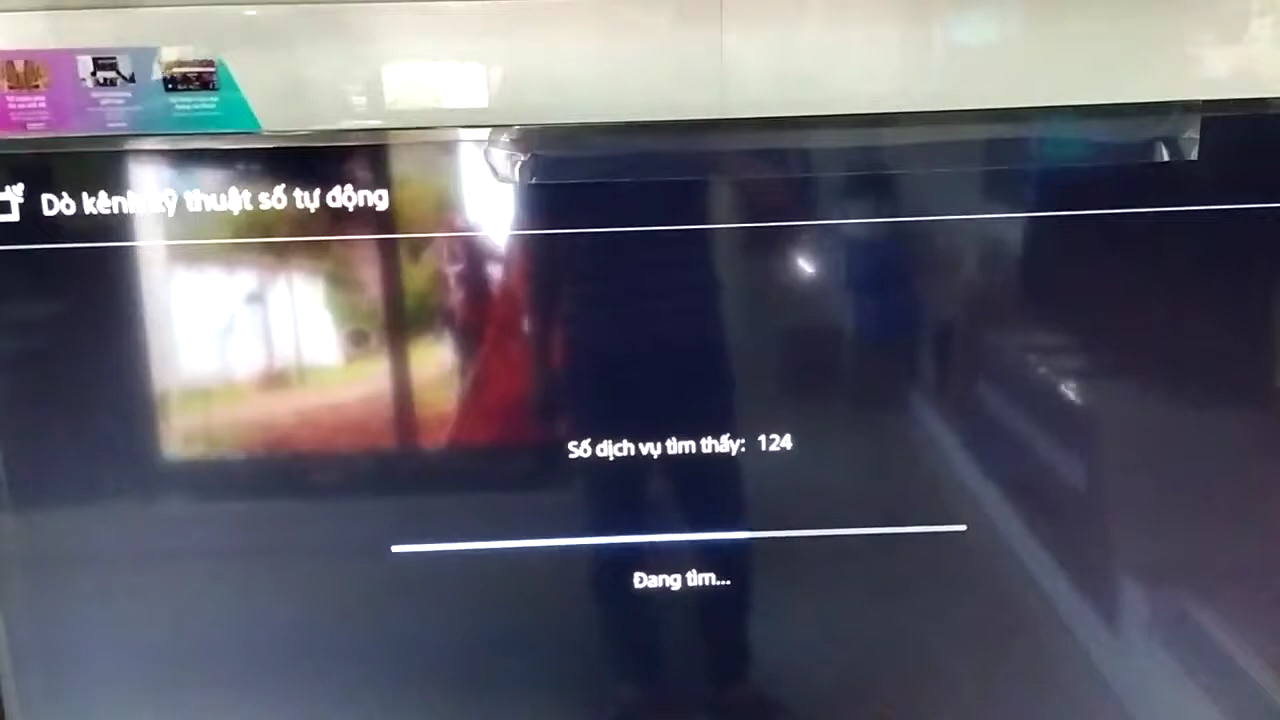 Dò kênh kỹ thuật số tự động
Số dịch vụ tìm thấy: 124
Đang tìm...